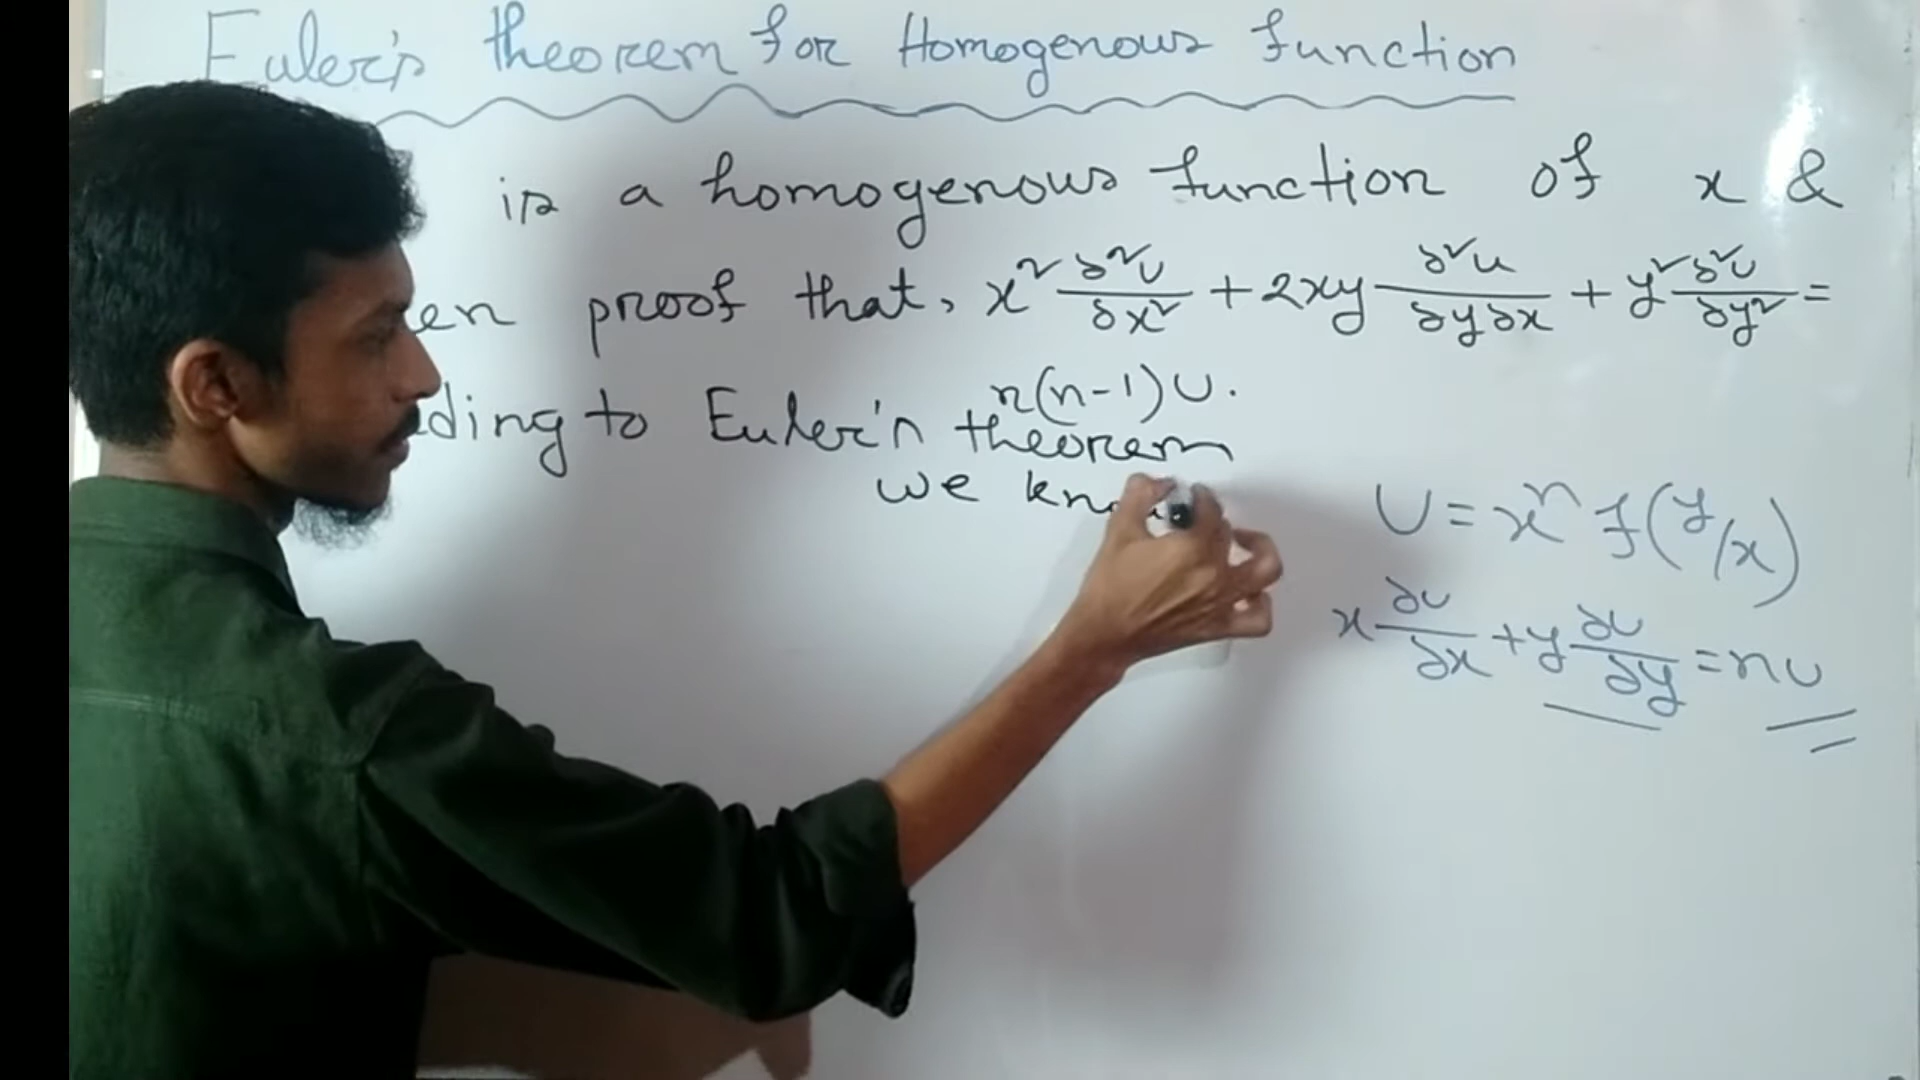 Euler's theorem for Homogenous function
is a homogenous function of x &
en proof that, x² ∂²U/∂x² + 2xy ∂²u/∂y∂x + y² ∂²U/∂y² =
n(n-1)U.
ding to Euler's theorem
we
U = xⁿ f(y/x)
x ∂U/∂x + y ∂U/∂y = nU